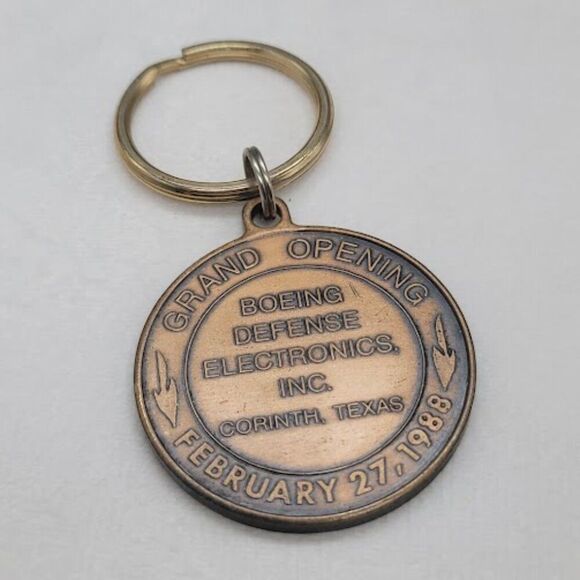 GRAND OPENING
BOEING
DEFENSE
ELECTRONICS,
INC.
CORINTH, TEXAS
FEBRUARY 27, 1988